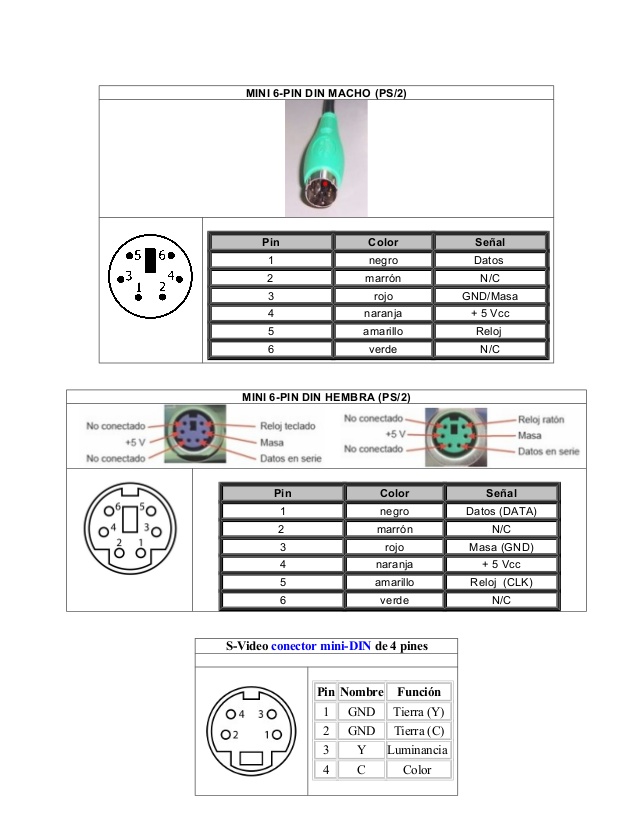 MINI 6-PIN DIN MACHO (PS/2)
5 6
3 4
1 2
Pin Color Señal
1 negro Datos
2 marrón N/C
3 rojo GND/Masa
4 naranja + 5 Vcc
5 amarillo Reloj
6 verde N/C
MINI 6-PIN DIN HEMBRA (PS/2)
No conectado Reloj teclado
+5 V Masa
No conectado Datos en serie
No conectado Reloj ratón
+5 V Masa
No conectado Datos en serie
6 5
4 3
2 1
Pin Color Señal
1 negro Datos (DATA)
2 marrón N/C
3 rojo Masa (GND)
4 naranja + 5 Vcc
5 amarillo Reloj (CLK)
6 verde N/C
S-Video conector mini-DIN de 4 pines
4 3
2 1
Pin Nombre Función
1 GND Tierra (Y)
2 GND Tierra (C)
3 Y Luminancia
4 C Color